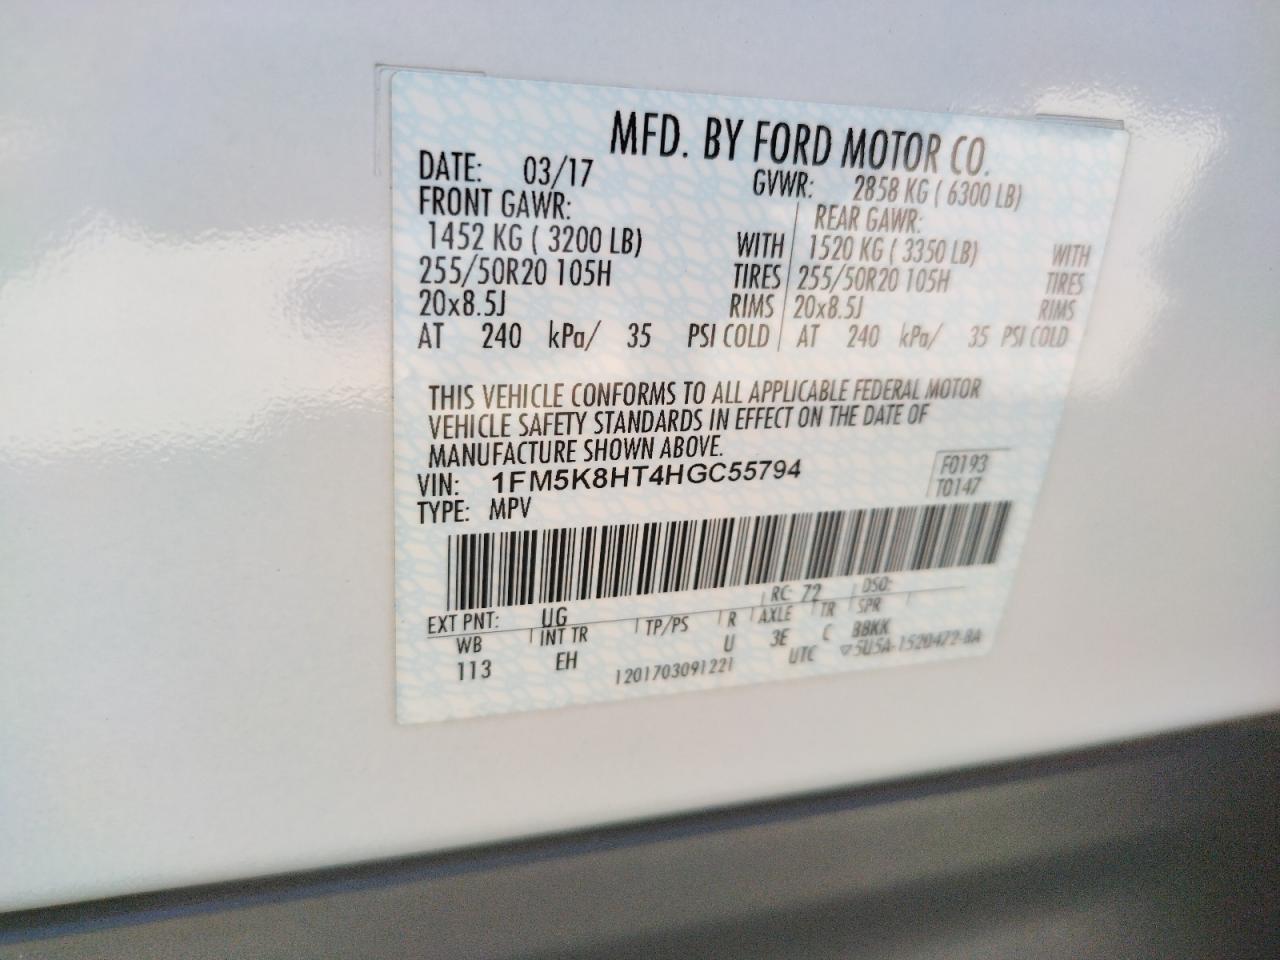 MFD. BY FORD MOTOR CO.
DATE: 03/17 GVWR: 2858 KG ( 6300 LB)
FRONT GAWR: REAR GAWR:
1452 KG ( 3200 LB) WITH 1520 KG ( 3350 LB) WITH
255/50R20 105H TIRES 255/50R20 105H TIRES
20x8.5J RIMS 20x8.5J RIMS
AT 240 kPa/ 35 PSI COLD AT 240 kPa/ 35 PSI COLD
THIS VEHICLE CONFORMS TO ALL APPLICABLE FEDERAL MOTOR
VEHICLE SAFETY STANDARDS IN EFFECT ON THE DATE OF
MANUFACTURE SHOWN ABOVE.
VIN: 1FM5K8HT4HGC55794 F0193
TYPE: MPV T0147
EXT PNT: UG RC: 72 DSO:
WB INT TR TP/PS R AXLE TR SPR
113 EH U 3E C BBKK
1201703091221 UTC ▽5U5A-1520472-BA